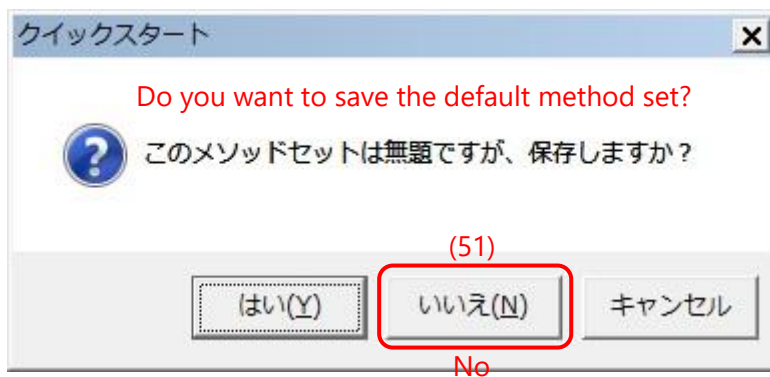 クイックスタート
Do you want to save the default method set?
このメソッドセットは無題ですが、保存しますか？
(51)
はい(Y) いいえ(N) キャンセル
No